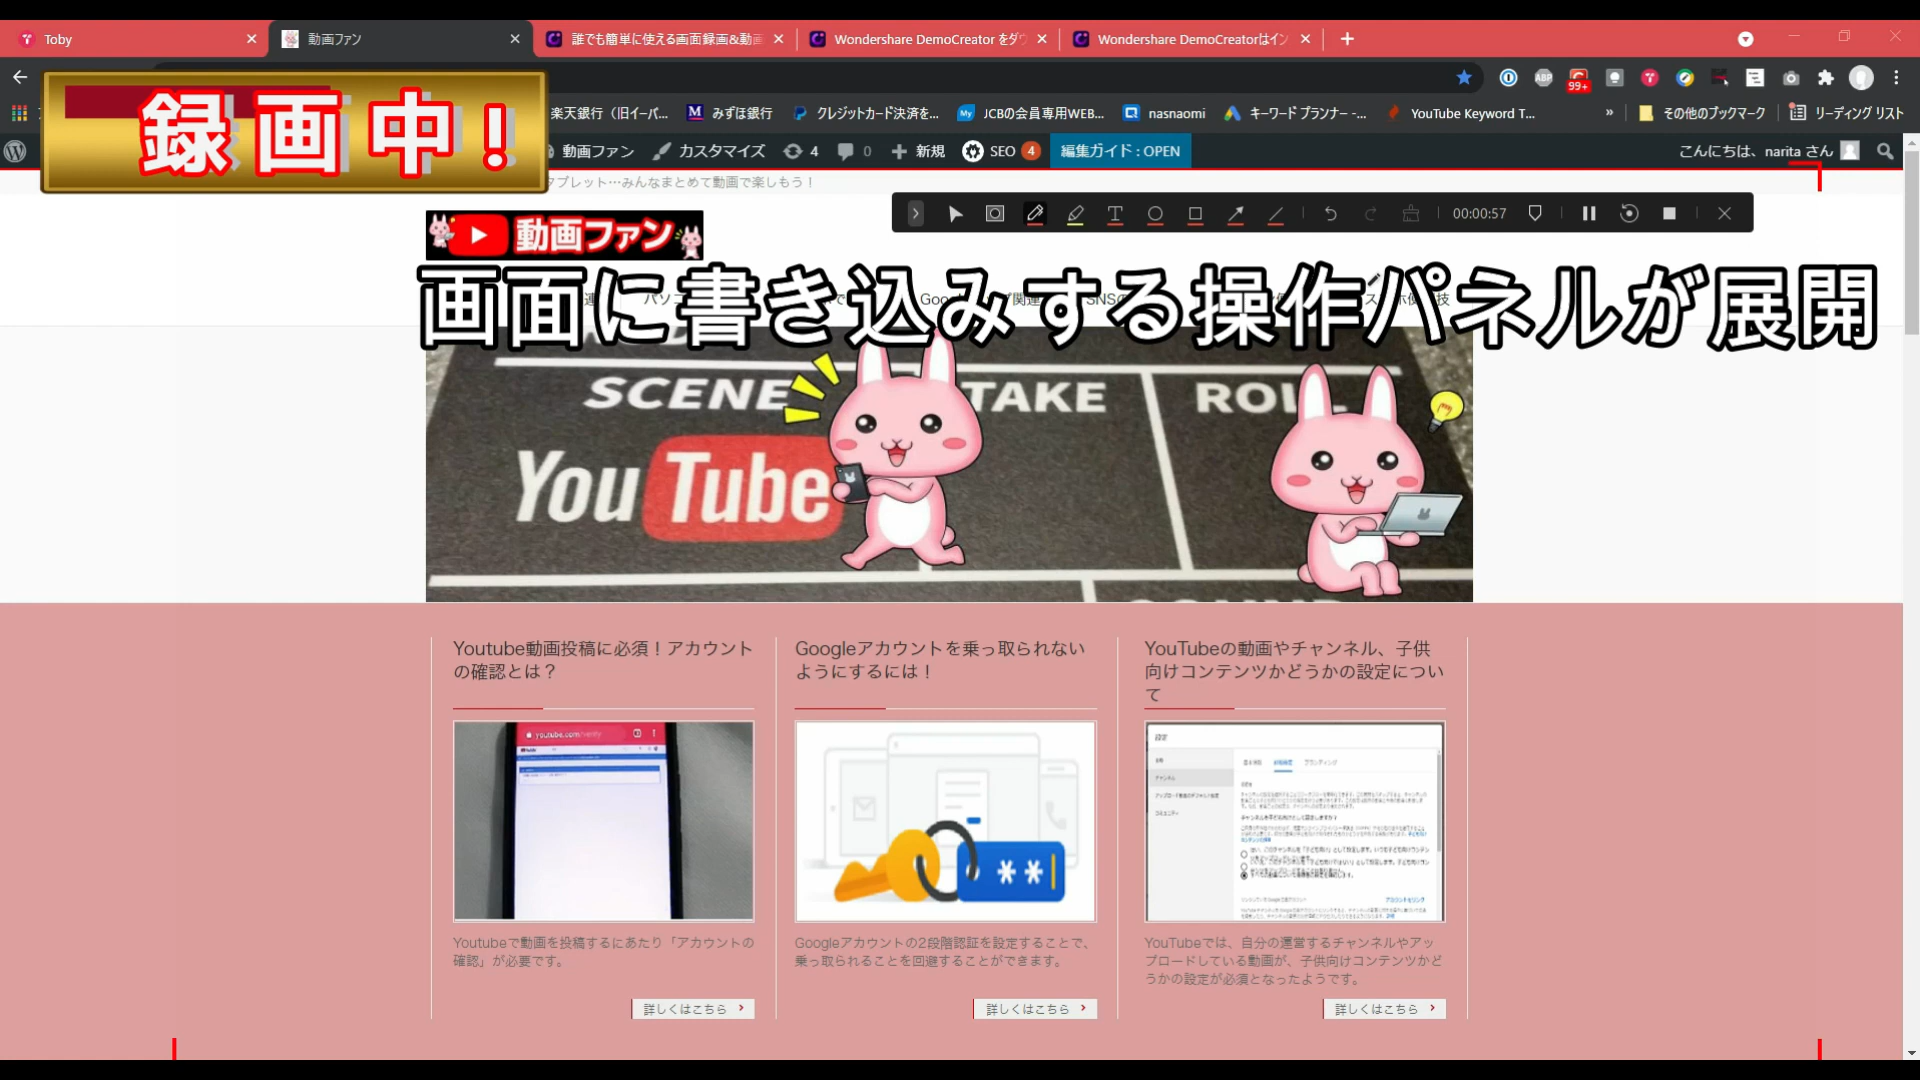 Toby
動画ファン
誰でも簡単に使える画面録画&動画
Wondershare DemoCreator をダウ
Wondershare DemoCreatorはイン
ABP
99+
楽天銀行（旧イーバ...
みずほ銀行
クレジットカード決済を...
My
JCBの会員専用WEB...
nasnaomi
キーワード プランナー -...
YouTube Keyword T...
»
その他のブックマーク
リーディング リスト
録画中！
動画ファン
カスタマイズ
4
0
新規
SEO 4
編集ガイド : OPEN
こんにちは、narita さん
タブレット…みんなまとめて動画で楽しもう！
00:00:57
動画ファン
画面に書き込みする操作パネルが展開
SCENE
TAKE
ROLL
YouTube
Youtube動画投稿に必須！アカウント
の確認とは？
Googleアカウントを乗っ取られない
ようにするには！
YouTubeの動画やチャンネル、子供
向けコンテンツかどうかの設定につい
て
youtube.com/verify
**
設定
チャンネル
Youtubeで動画を投稿するにあたり「アカウントの
確認」が必要です。
Googleアカウントの2段階認証を設定することで、
乗っ取られることを回避することができます。
YouTubeでは、自分の運営するチャンネルやアッ
プロードしている動画が、子供向けコンテンツかど
うかの設定が必須となったようです。
詳しくはこちら
詳しくはこちら
詳しくはこちら